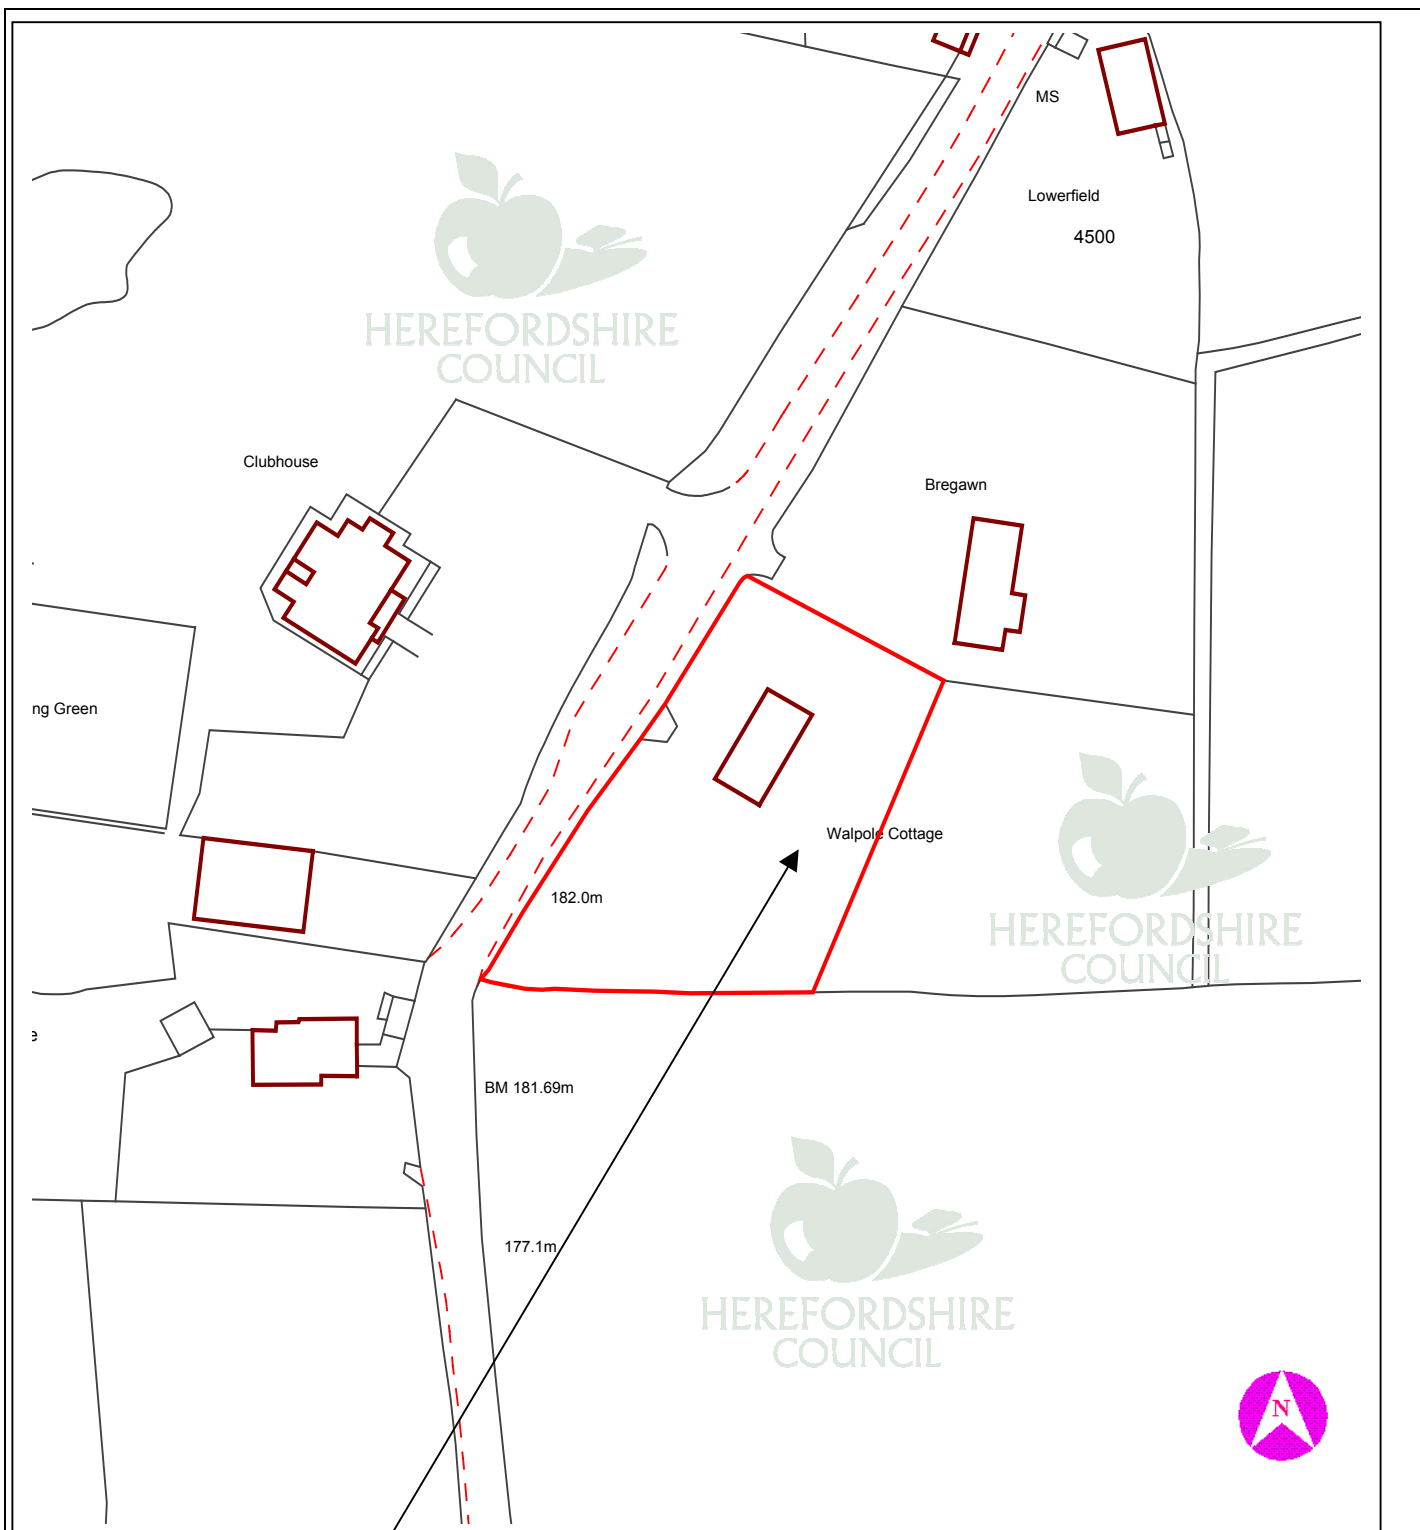 MS
Lowerfield
4500
HEREFORDSHIRE
COUNCIL
Clubhouse
Bregawn
ng Green
Walpole Cottage
182.0m
HEREFORDSHIRE
COUNCIL
e
BM 181.69m
177.1m
HEREFORDSHIRE
COUNCIL
N